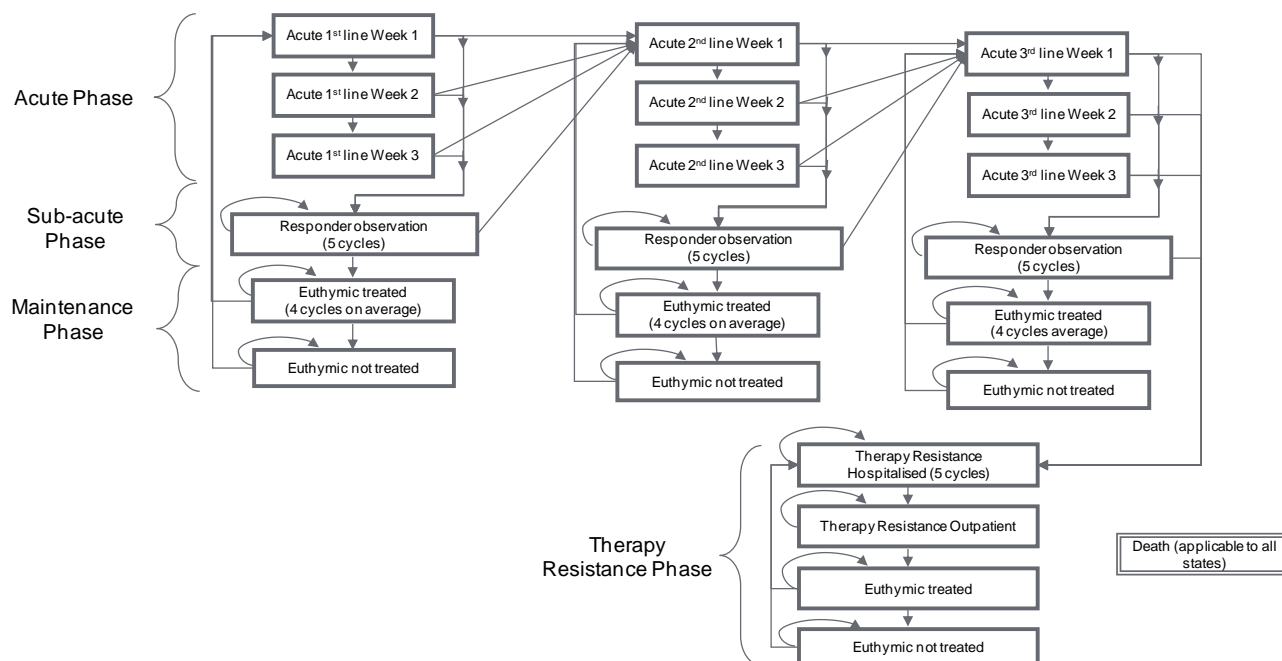 Acute Phase
Sub-acute
Phase
Maintenance
Phase
Acute 1st line Week 1
Acute 1st line Week 2
Acute 1st line Week 3
Responder observation
(5 cycles)
Euthymic treated
(4 cycles on average)
Euthymic not treated
Acute 2nd line Week 1
Acute 2nd line Week 2
Acute 2nd line Week 3
Responder observation
(5 cycles)
Euthymic treated
(4 cycles on average)
Euthymic not treated
Acute 3rd line Week 1
Acute 3rd line Week 2
Acute 3rd line Week 3
Responder observation
(5 cycles)
Euthymic treated
(4 cycles average)
Euthymic not treated
Therapy
Resistance Phase
Therapy Resistance
Hospitalised (5 cycles)
Therapy Resistance Outpatient
Euthymic treated
Euthymic not treated
Death (applicable to all
states)